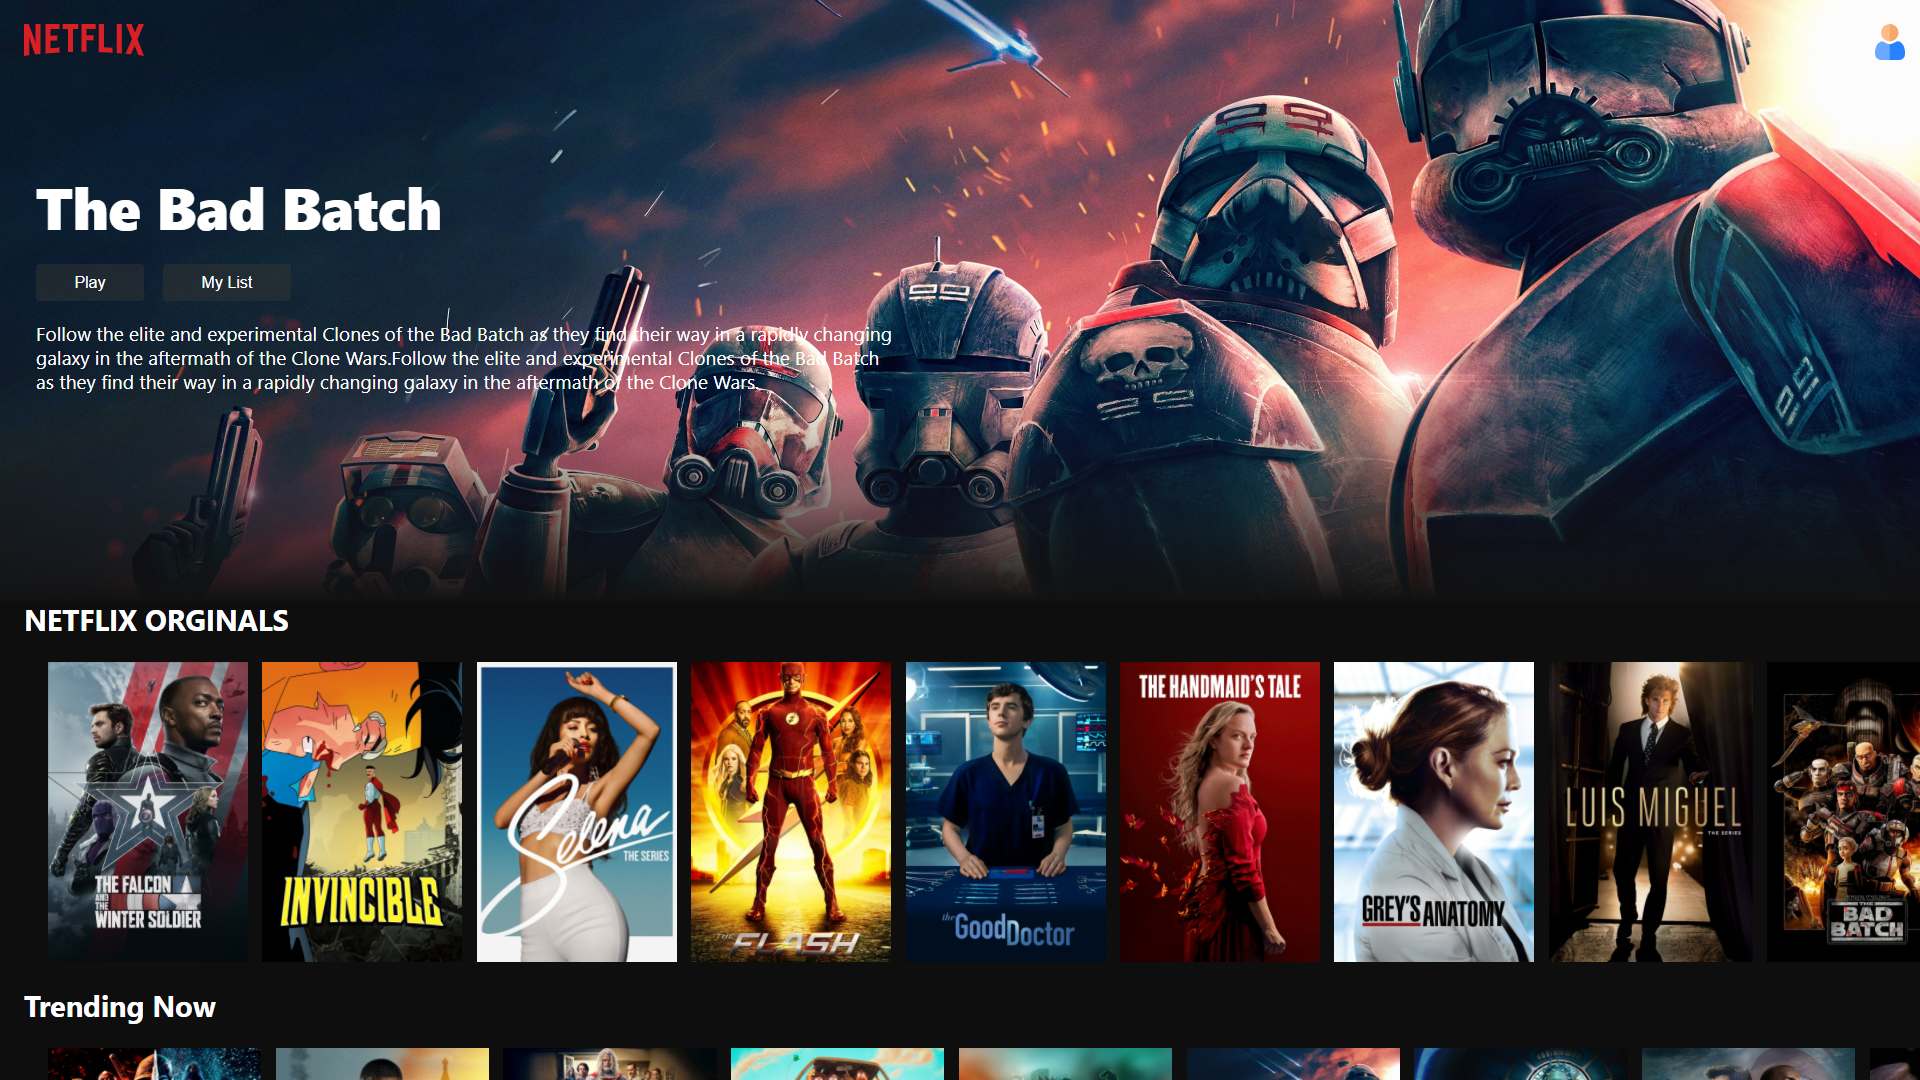 NETFLIX
The Bad Batch
Play
My List
Follow the elite and experimental Clones of the Bad Batch as they find their way in a rapidly changing
galaxy in the aftermath of the Clone Wars.Follow the elite and experimental Clones of the Bad Batch
as they find their way in a rapidly changing galaxy in the aftermath of the Clone Wars.
NETFLIX ORGINALS
THE FALCON
AND THE
WINTER SOLDIER
INVINCIBLE
Selena
THE SERIES
THE
FLASH
the
GoodDoctor
THE HANDMAID'S TALE
GREY'S ANATOMY
LUIS MIGUEL
THE SERIES
STAR WARS
THE
BAD
BATCH
Trending Now